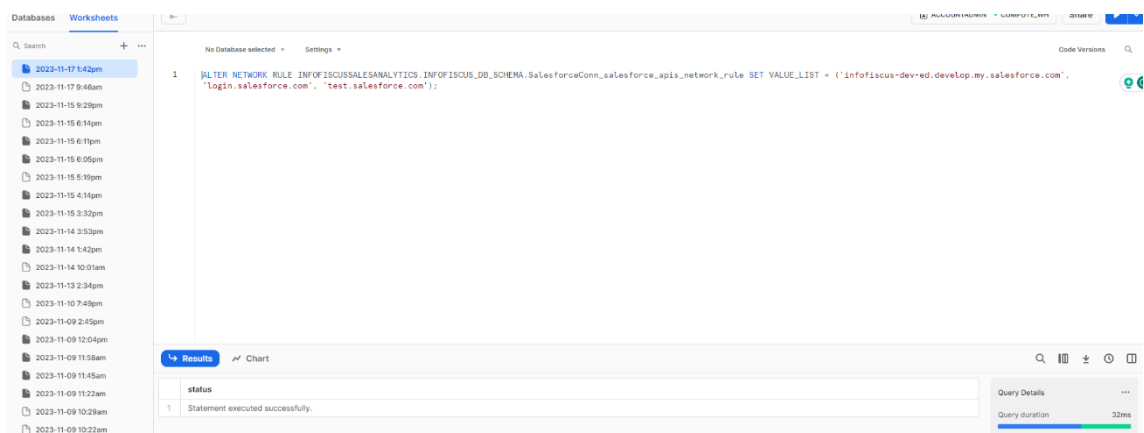 Databases Worksheets
ACCOUNTADMIN COMPUTE_WH Share
Search
No Database selected Settings Code Versions
2023-11-17 1:42pm
2023-11-17 9:46am
2023-11-15 9:29pm
2023-11-15 6:14pm
2023-11-15 6:11pm
2023-11-15 6:05pm
2023-11-15 5:19pm
2023-11-15 4:14pm
2023-11-15 3:32pm
2023-11-14 3:53pm
2023-11-14 1:42pm
2023-11-14 10:01am
2023-11-13 2:34pm
2023-11-10 7:49pm
2023-11-09 2:45pm
2023-11-09 12:04pm
2023-11-09 11:58am
2023-11-09 11:45am
2023-11-09 11:22am
2023-11-09 10:29am
2023-11-09 10:22am
1 ALTER NETWORK RULE INFOFISCUSSALESANALYTICS.INFOFISCUS_DB_SCHEMA.SalesforceConn_salesforce_apis_network_rule SET VALUE_LIST = ('infofiscus-dev-ed.develop.my.salesforce.com',
'login.salesforce.com', 'test.salesforce.com');
Results Chart
status
1 Statement executed successfully.
Query Details
Query duration 32ms